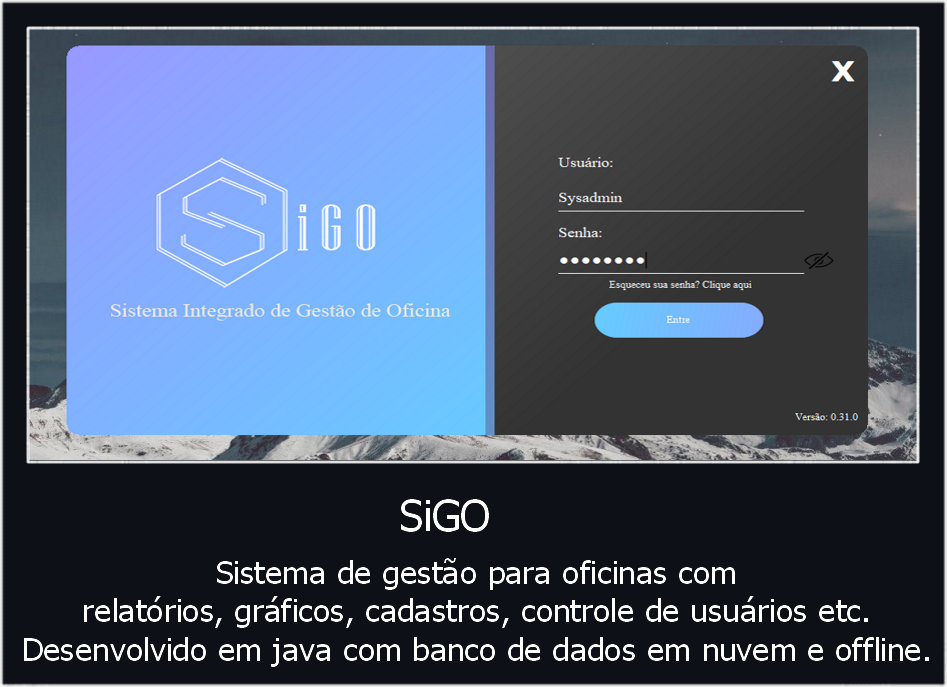 X
SiGO
Sistema Integrado de Gestão de Oficina
Usuário:
Sysadmin
Senha:
●●●●●●●●
Esqueceu sua senha? Clique aqui
Entre
Versão: 0.31.0
SiGO
Sistema de gestão para oficinas com
relatórios, gráficos, cadastros, controle de usuários etc.
Desenvolvido em java com banco de dados em nuvem e offline.